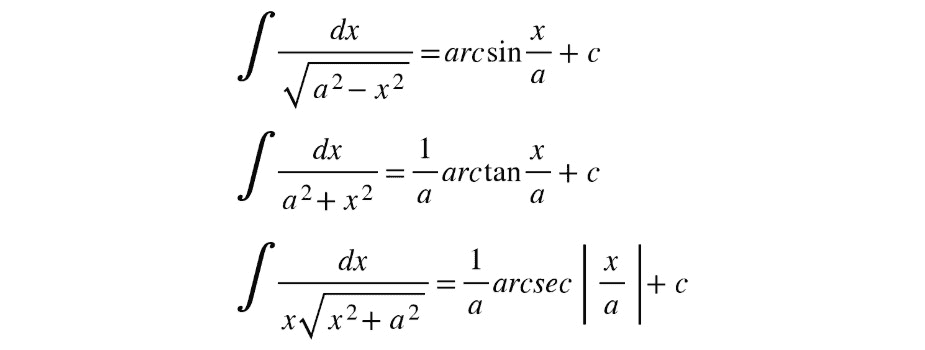 ∫ dx / √(a² – x²) = arcsin x/a + c
∫ dx / (a² + x²) = 1/a arctan x/a + c
∫ dx / (x√(x² + a²)) = 1/a arcsec |x/a| + c